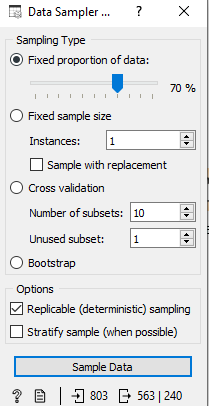 Data Sampler ...
Sampling Type
Fixed proportion of data:
70 %
Fixed sample size
Instances: 1
Sample with replacement
Cross validation
Number of subsets: 10
Unused subset: 1
Bootstrap
Options
Replicable (deterministic) sampling
Stratify sample (when possible)
Sample Data
? 803 563 | 240